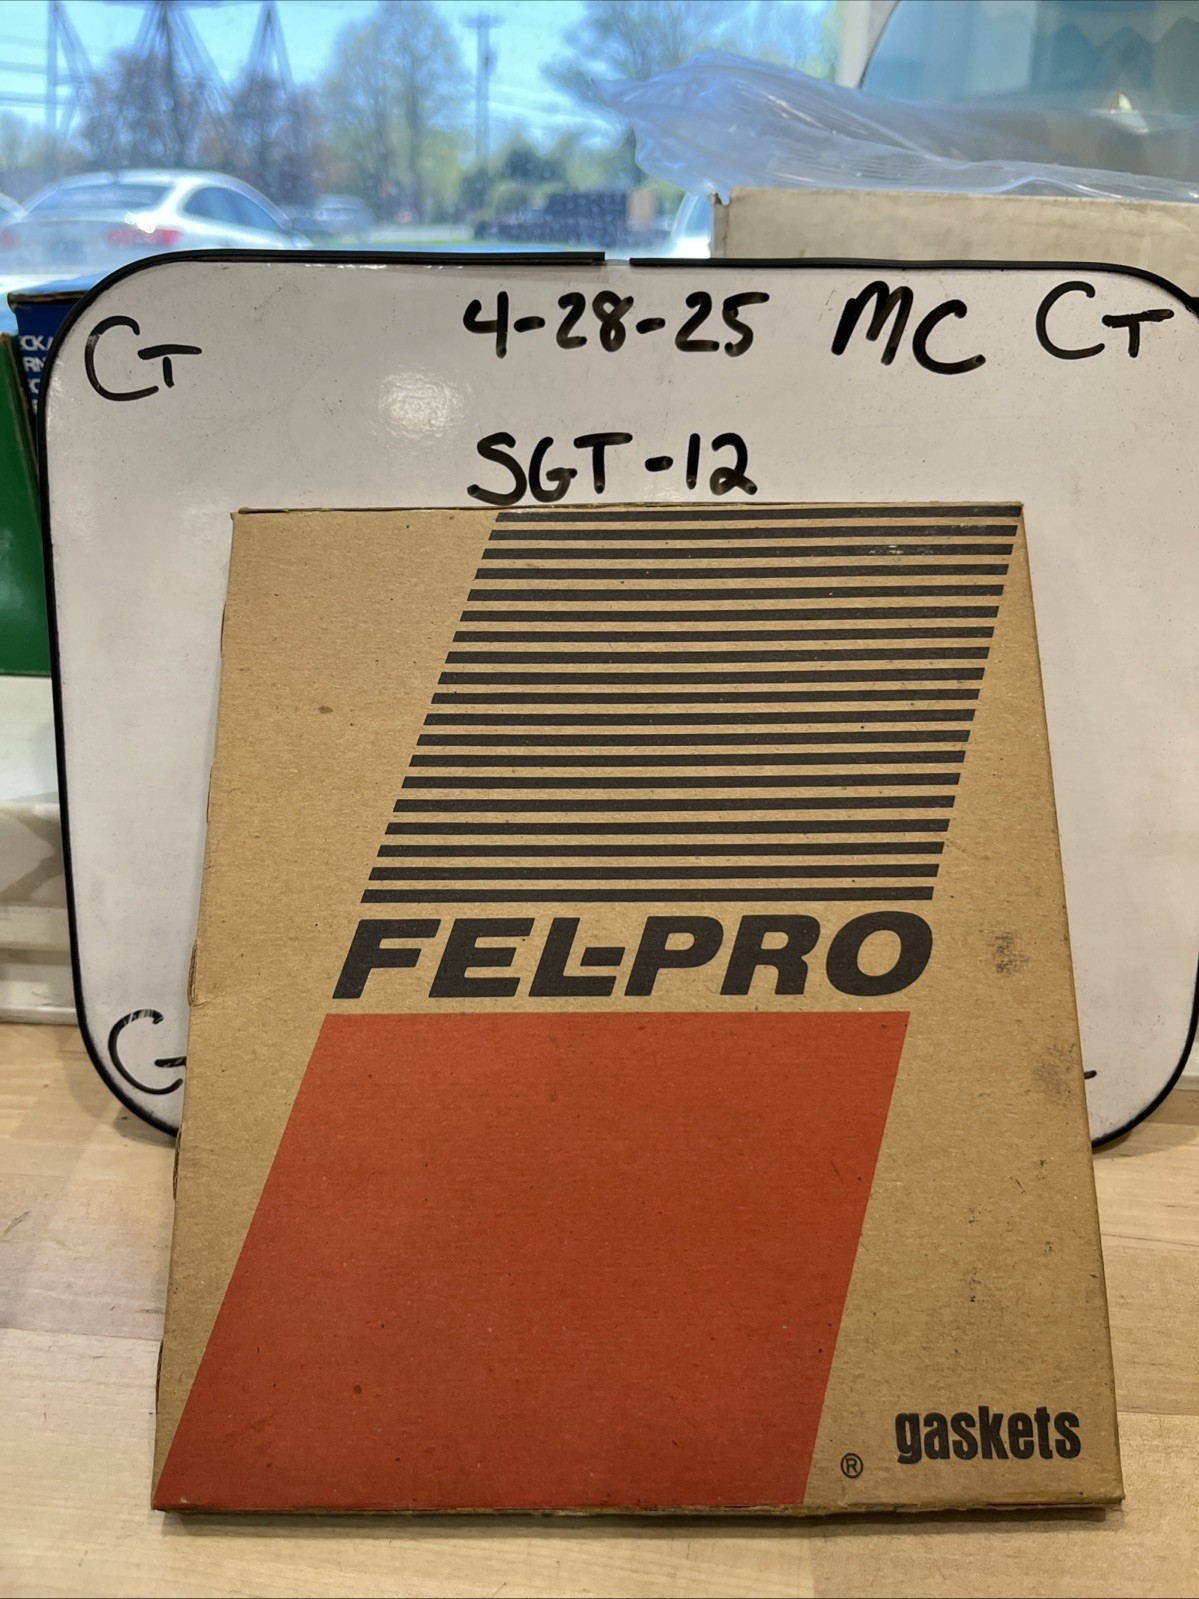 CT 4-28-25 MC CT
SGT-12
FEL-PRO
gaskets
®